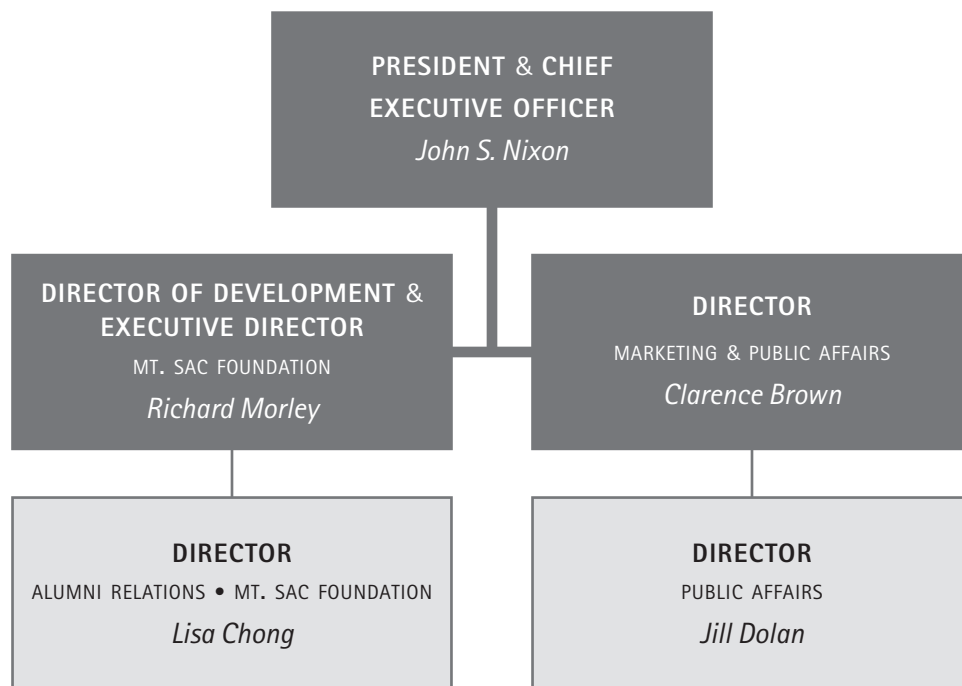 PRESIDENT & CHIEF
EXECUTIVE OFFICER
John S. Nixon
DIRECTOR OF DEVELOPMENT &
EXECUTIVE DIRECTOR
MT. SAC FOUNDATION
Richard Morley
DIRECTOR
MARKETING & PUBLIC AFFAIRS
Clarence Brown
DIRECTOR
ALUMNI RELATIONS • MT. SAC FOUNDATION
Lisa Chong
DIRECTOR
PUBLIC AFFAIRS
Jill Dolan